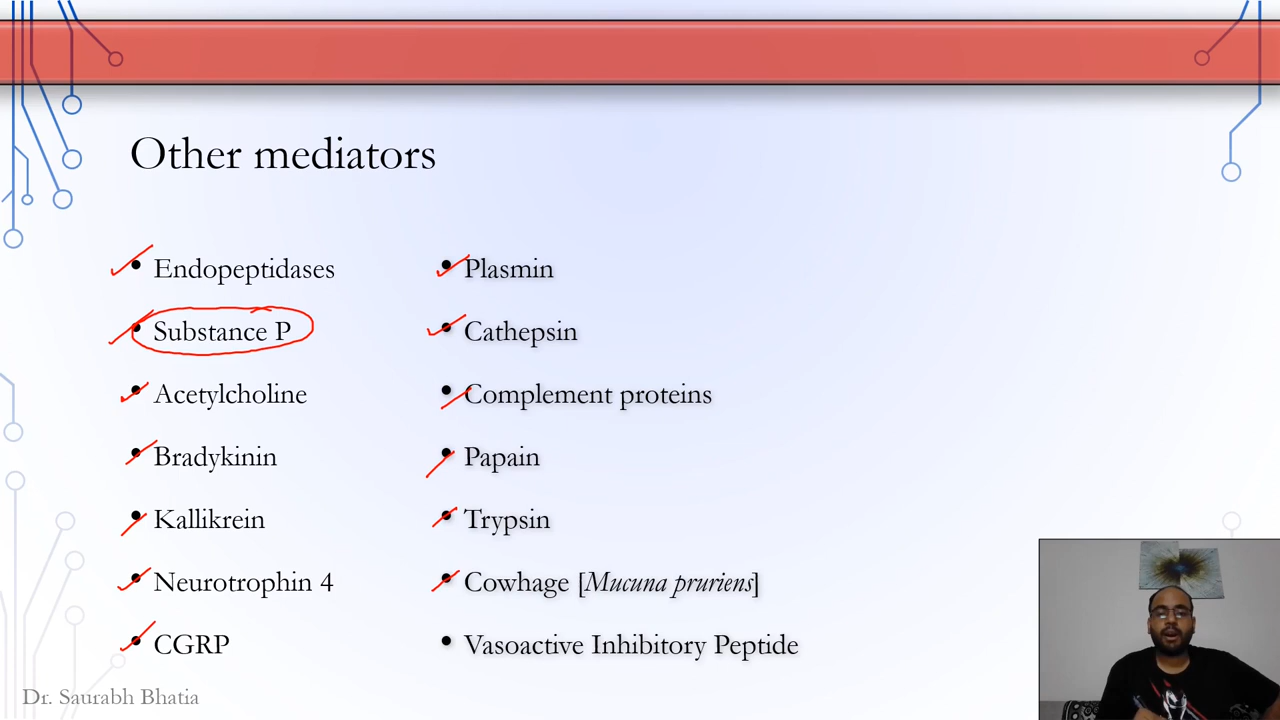 Other mediators
• Endopeptidases
• Substance P
• Acetylcholine
• Bradykinin
• Kallikrein
• Neurotrophin 4
• CGRP
• Plasmin
• Cathepsin
• Complement proteins
• Papain
• Trypsin
• Cowhage [Mucuna pruriens]
• Vasoactive Inhibitory Peptide
Dr. Saurabh Bhatia